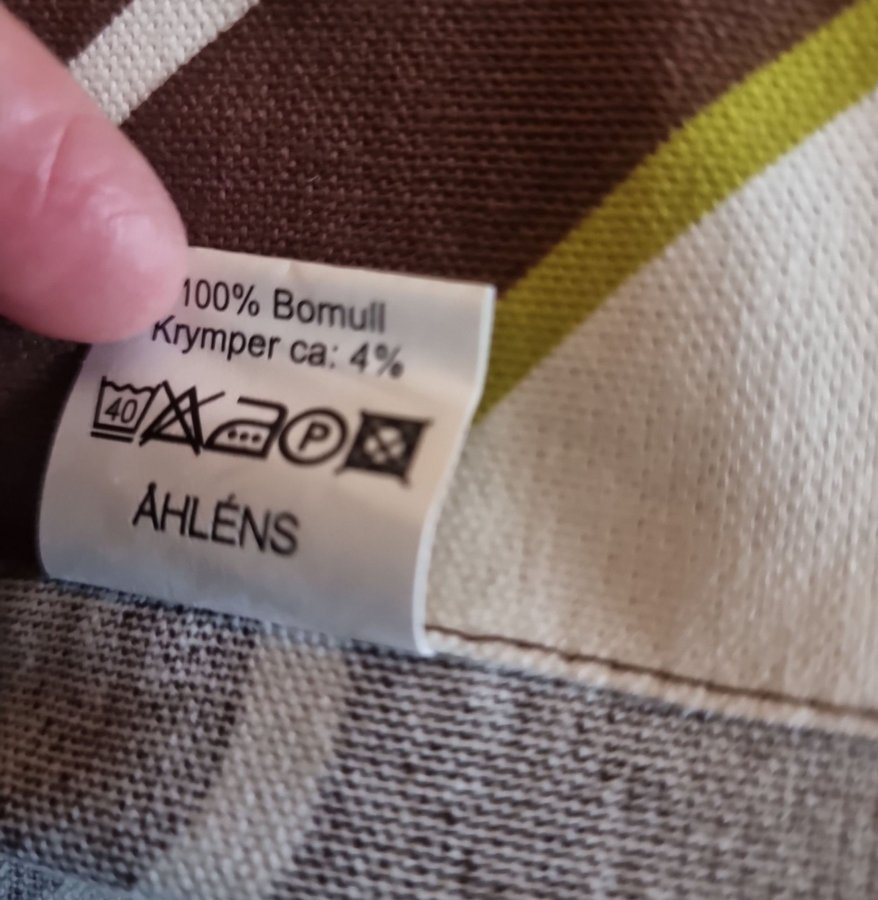 100% Bomull
Krymper ca: 4%
40 P
ÅHLÉNS